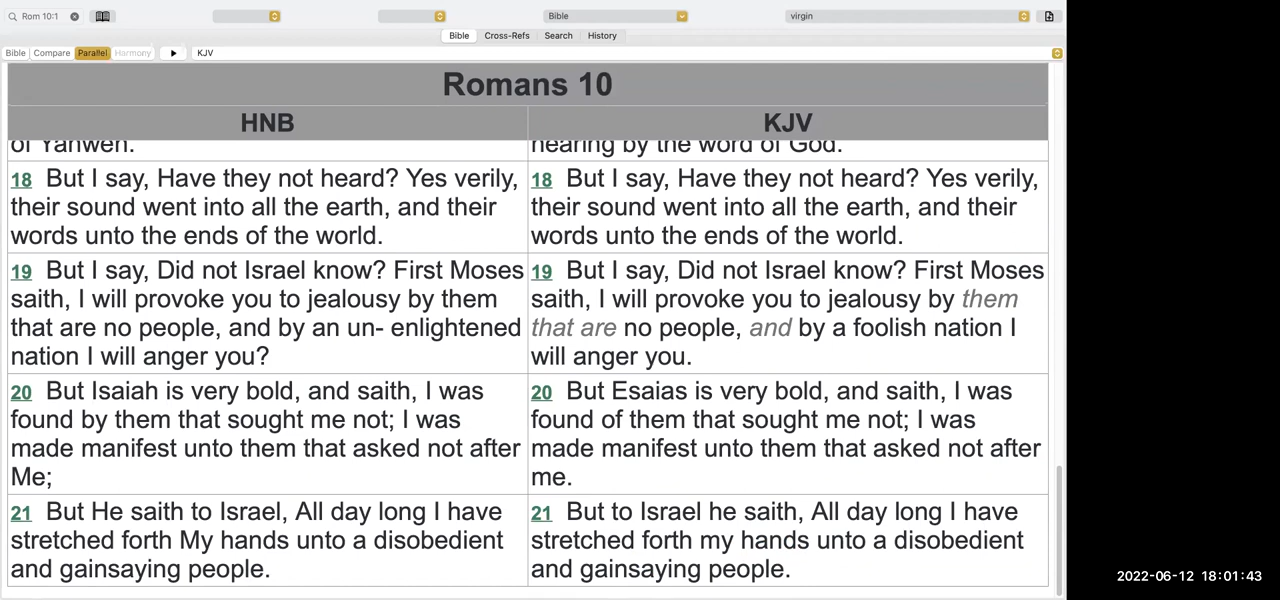 Rom 10:1 Bible virgin
Bible Cross-Refs Search History
Bible Compare Parallel Harmony KJV
Romans 10
HNB KJV
of Yahweh.
18 But I say, Have they not heard? Yes verily,
their sound went into all the earth, and their
words unto the ends of the world.
19 But I say, Did not Israel know? First Moses
saith, I will provoke you to jealousy by them
that are no people, and by an un- enlightened
nation I will anger you?
20 But Isaiah is very bold, and saith, I was
found by them that sought me not; I was
made manifest unto them that asked not after
Me;
21 But He saith to Israel, All day long I have
stretched forth My hands unto a disobedient
and gainsaying people.
hearing by the word of God.
18 But I say, Have they not heard? Yes verily,
their sound went into all the earth, and their
words unto the ends of the world.
19 But I say, Did not Israel know? First Moses
saith, I will provoke you to jealousy by them
that are no people, and by a foolish nation I
will anger you.
20 But Esaias is very bold, and saith, I was
found of them that sought me not; I was
made manifest unto them that asked not after
me.
21 But to Israel he saith, All day long I have
stretched forth my hands unto a disobedient
and gainsaying people.
2022-06-12 18:01:43